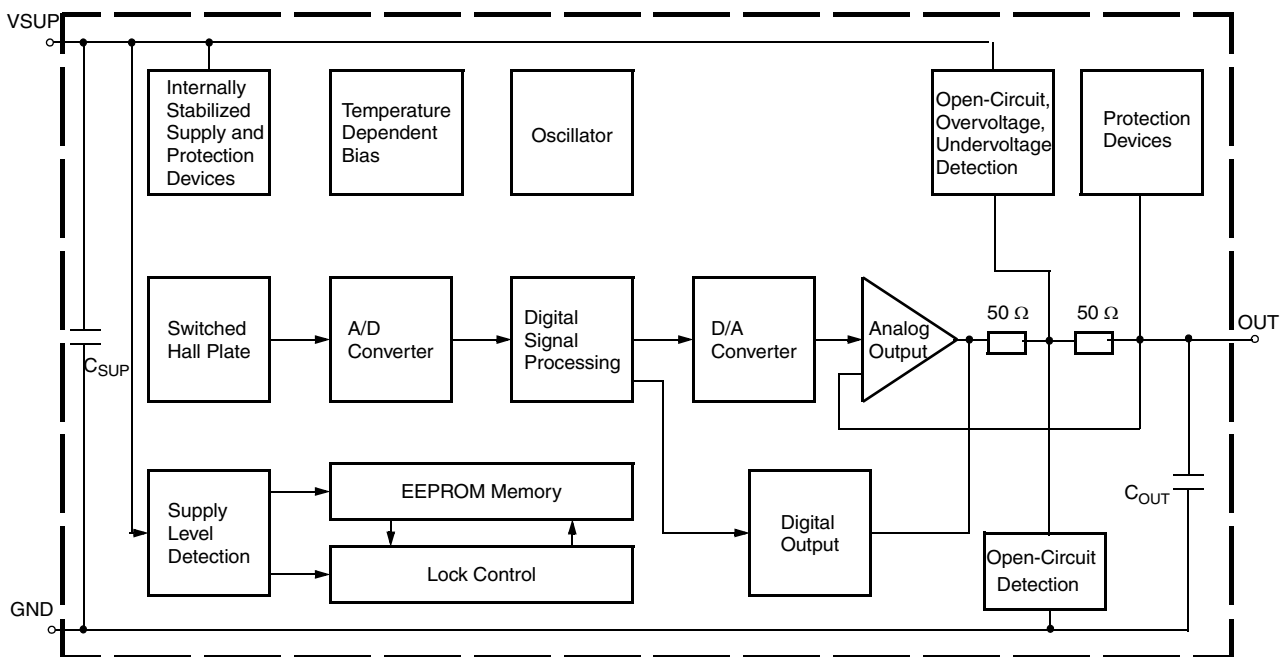 VSUP
Internally
Stabilized
Supply and
Protection
Devices
Temperature
Dependent
Bias
Oscillator
Open-Circuit,
Overvoltage,
Undervoltage
Detection
Protection
Devices
Switched
Hall Plate
A/D
Converter
Digital
Signal
Processing
D/A
Converter
Analog
Output
50 Ω
50 Ω
OUT
CSUP
Supply
Level
Detection
EEPROM Memory
Lock Control
Digital
Output
Open-Circuit
Detection
COUT
GND